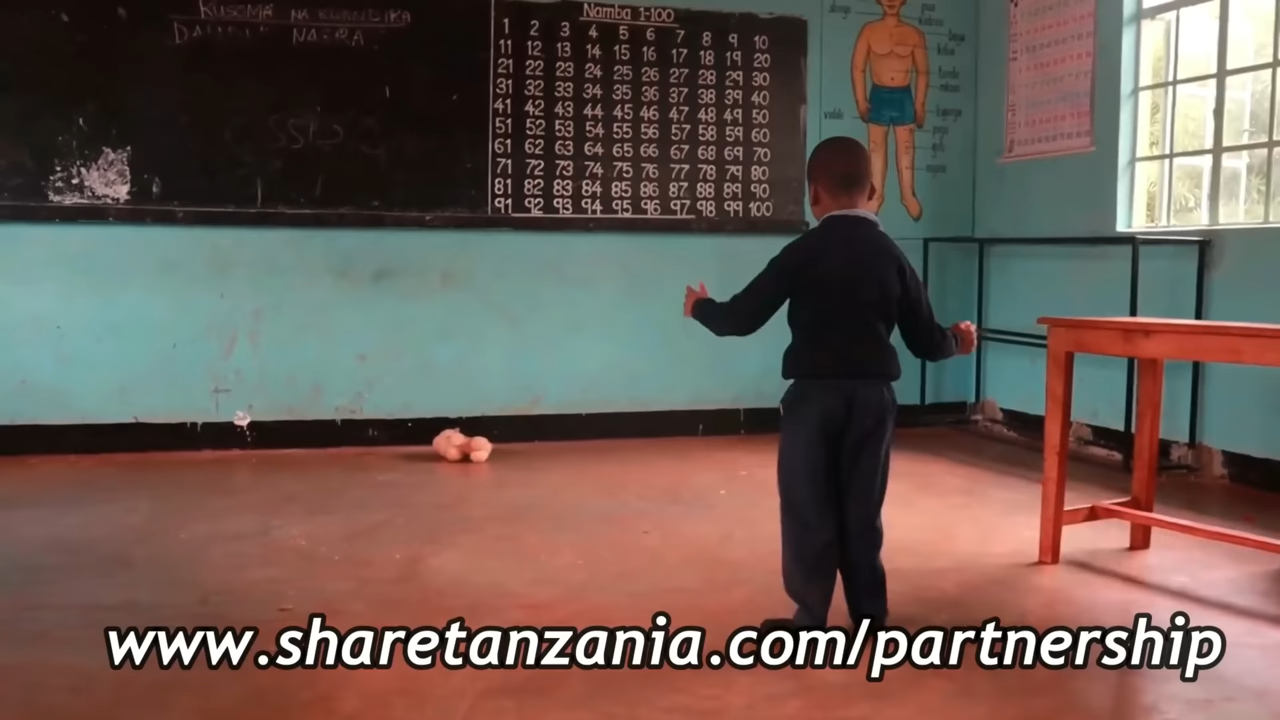 KUSOMA NA KUANDIKA
Namba 1-100
1 2 3 4 5 6 7 8 9 10
11 12 13 14 15 16 17 18 19 20
21 22 23 24 25 26 27 28 29 30
31 32 33 34 35 36 37 38 39 40
41 42 43 44 45 46 47 48 49 50
51 52 53 54 55 56 57 58 59 60
61 62 63 64 65 66 67 68 69 70
71 72 73 74 75 76 77 78 79 80
81 82 83 84 85 86 87 88 89 90
91 92 93 94 95 96 97 98 99 100
www.sharetanzania.com/partnership